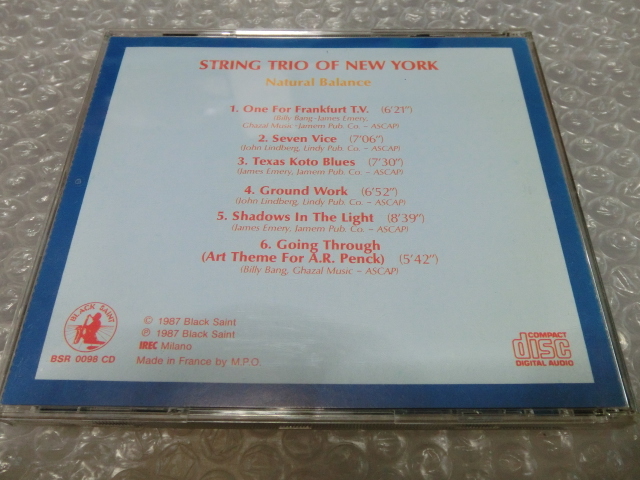 STRING TRIO OF NEW YORK
Natural Balance
1. One For Frankfurt T.V. (6'21")
(Billy Bang -James Emery,
Ghazal Music -Jamem Pub. Co. – ASCAP)
2. Seven Vice (7'06")
(John Lindberg, Lindy Pub. Co. – ASCAP)
3. Texas Koto Blues (7'30")
(James Emery, Jamem Pub. Co. – ASCAP)
4. Ground Work (6'52")
(John Lindberg, Lindy Pub. Co. – ASCAP)
5. Shadows In The Light (8'39")
(James Emery, Jamem Pub. Co. – ASCAP)
6. Going Through
(Art Theme For A.R. Penck) (5'42")
(Billy Bang, Ghazal Music – ASCAP)
BLACK SAINT
BSR 0098 CD
© 1987 Black Saint
℗ 1987 Black Saint
IREC Milano
Made in France by M.P.O.
COMPACT
disc
DIGITAL AUDIO